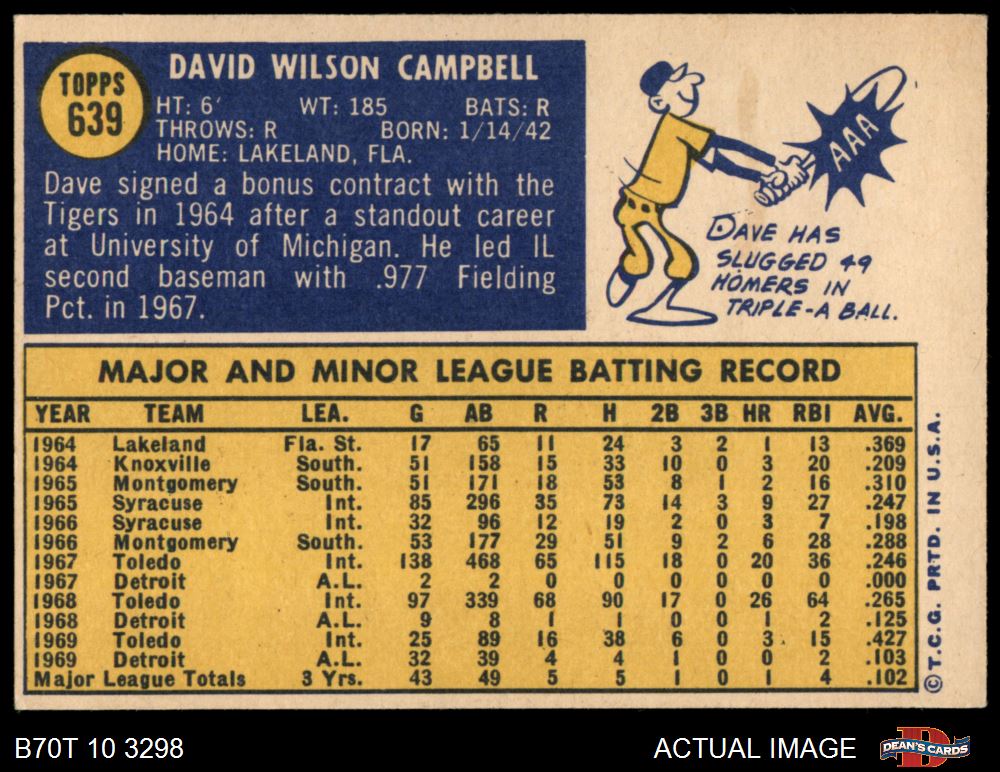 TOPPS
639
DAVID WILSON CAMPBELL
HT: 6' WT: 185 BATS: R
THROWS: R BORN: 1/14/42
HOME: LAKELAND, FLA.
Dave signed a bonus contract with the
Tigers in 1964 after a standout career
at University of Michigan. He led IL
second baseman with .977 Fielding
Pct. in 1967.
AAA
DAVE HAS
SLUGGED 49
HOMERS IN
TRIPLE-A BALL.
MAJOR AND MINOR LEAGUE BATTING RECORD
YEAR TEAM LEA. G AB R H 2B 3B HR RBI AVG.
1964 Lakeland Fla. St. 17 65 11 24 3 2 1 13 .369
1964 Knoxville South. 51 158 15 33 10 0 3 20 .209
1965 Montgomery South. 51 171 18 53 8 1 2 16 .310
1965 Syracuse Int. 85 296 35 73 14 3 9 27 .247
1966 Syracuse Int. 32 96 12 19 2 0 3 7 .198
1966 Montgomery South. 53 177 29 51 9 2 6 28 .288
1967 Toledo Int. 138 468 65 115 18 0 20 36 .246
1967 Detroit A.L. 2 2 0 0 0 0 0 0 .000
1968 Toledo Int. 97 339 68 90 17 0 26 64 .265
1968 Detroit A.L. 9 8 1 1 0 0 1 2 .125
1969 Toledo Int. 25 89 16 38 6 0 3 15 .427
1969 Detroit A.L. 32 39 4 4 1 0 0 2 .103
Major League Totals 3 Yrs. 43 49 5 5 1 0 1 4 .102
© T.C.G. PRTD. IN U.S.A.
B70T 10 3298
ACTUAL IMAGE
DEAN'S CARDS